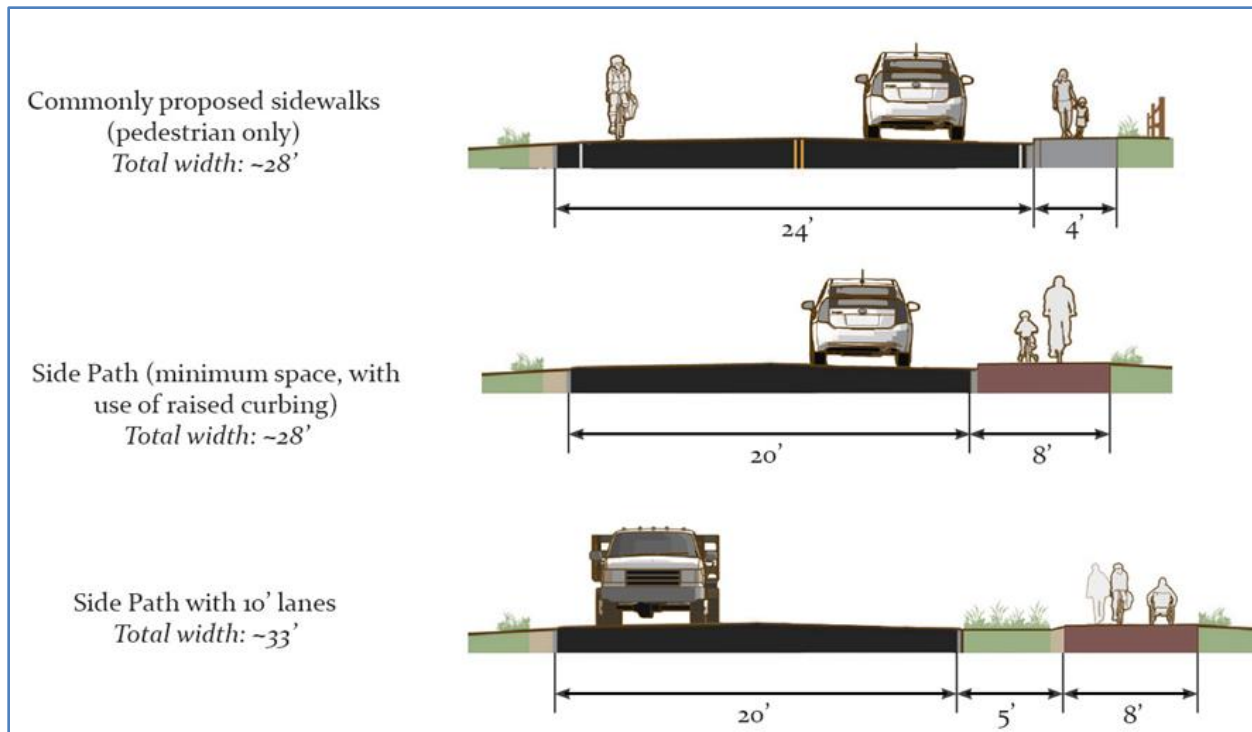 Commonly proposed sidewalks
(pedestrian only)
Total width: ~28’
24’
4’
Side Path (minimum space, with
use of raised curbing)
Total width: ~28’
20’
8’
Side Path with 10’ lanes
Total width: ~33’
20’
5’
8’